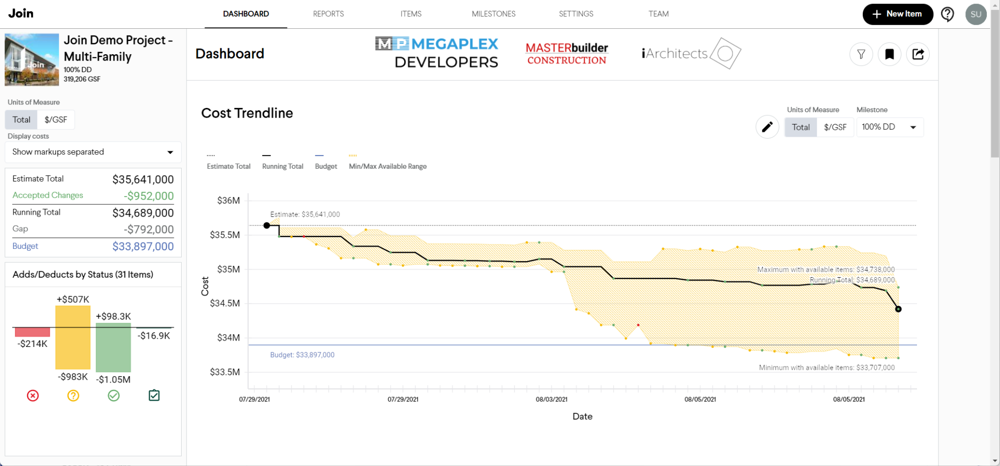 Join
DASHBOARD
REPORTS
ITEMS
MILESTONES
SETTINGS
TEAM
+ New Item
SU
Join
Join Demo Project -
Multi-Family
100% DD
319,206 GSF
Units of Measure
Total
$/GSF
Display costs
Show markups separated
Estimate Total $35,641,000
Accepted Changes -$952,000
Running Total $34,689,000
Gap -$792,000
Budget $33,897,000
Adds/Deducts by Status (31 Items)
+$507K
+$98.3K
-$16.9K
-$214K
-$983K
-$1.05M
Dashboard
MP MEGAPLEX
DEVELOPERS
MASTERbuilder
CONSTRUCTION
iArchitects
Cost Trendline
Units of Measure
Total
$/GSF
Milestone
100% DD
Estimate Total
Running Total
Budget
Min/Max Available Range
Cost
$36M
$35.5M
$35M
$34.5M
$34M
$33.5M
Estimate: $35,641,000
Maximum with available items: $34,738,000
Running Total: $34,689,000
Budget: $33,897,000
Minimum with available items: $33,707,000
07/29/2021
07/29/2021
08/03/2021
08/05/2021
08/05/2021
Date